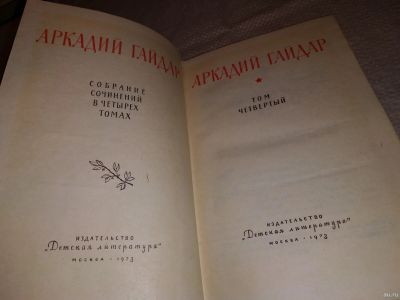 АРКАДИЙ ГАЙДАР
СОБРАНИЕ
СОЧИНЕНИЙ
В ЧЕТЫРЕХ
ТОМАХ
ИЗДАТЕЛЬСТВО
„Детская литература"
МОСКВА - 1973
АРКАДИЙ ГАЙДАР
ТОМ
ЧЕТВЕРТЫЙ
ИЗДАТЕЛЬСТВО
„Детская литература"
МОСКВА - 1973